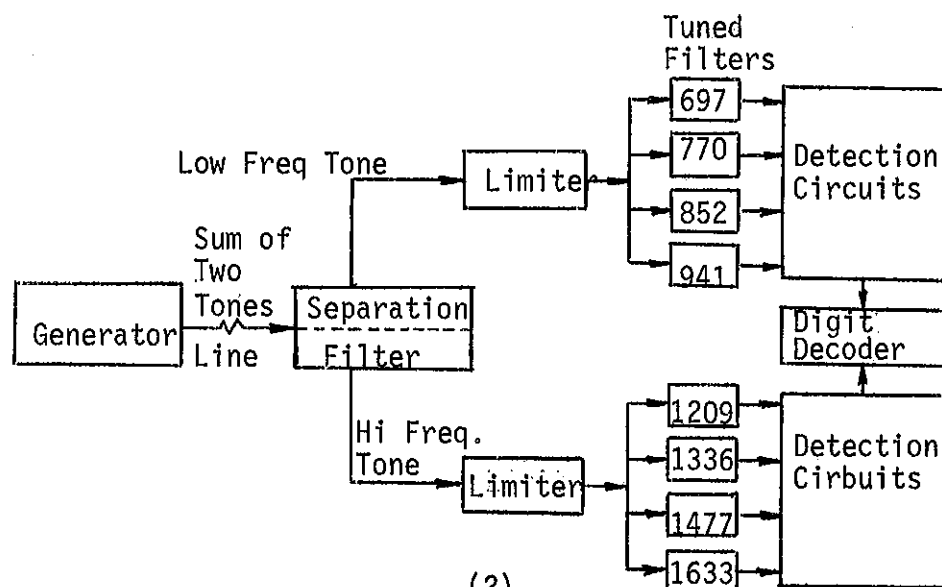 Tuned
Filters
697
770
852
941
Detection
Circuits
Low Freq Tone
Limite
Sum of
Two
Tones
Line
Generator
Separation
Filter
Digit
Decoder
Hi Freq.
Tone
Limiter
1209
1336
1477
1633
Detection
Cirbuits
(2)